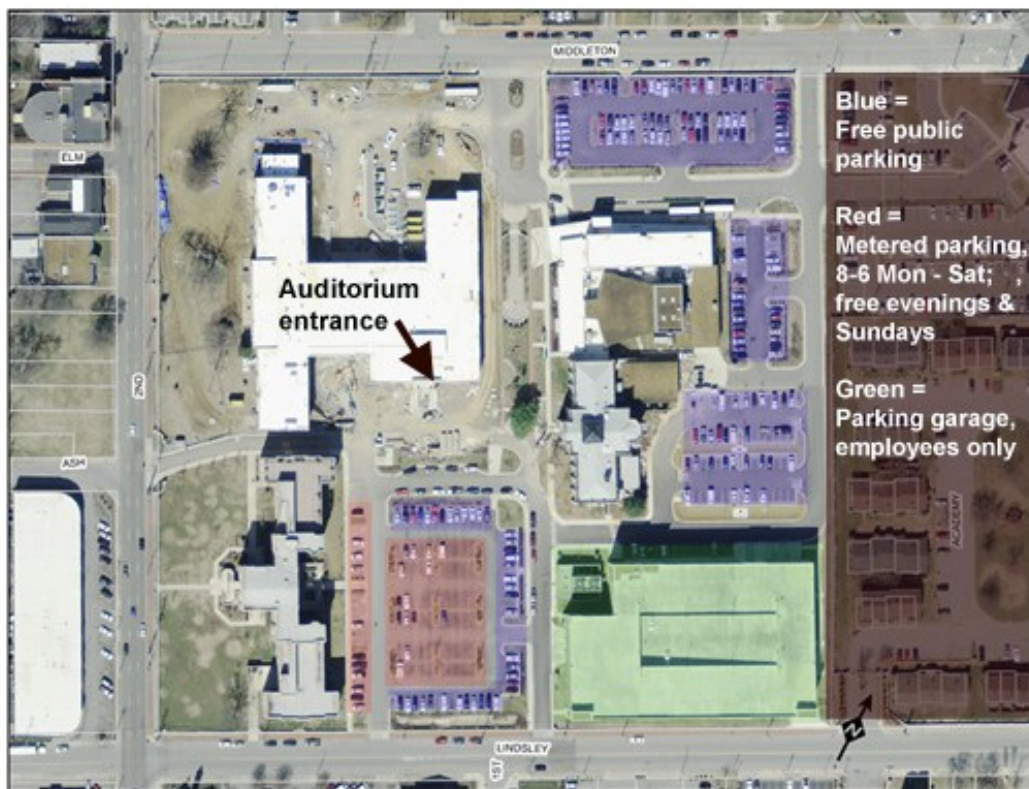 MIDDLETON
Blue =
Free public
parking
ELM
Red =
Metered parking,
8-6 Mon - Sat; ,
free evenings &
Sundays
Auditorium
entrance
2ND
Green =
Parking garage,
employees only
ASH
ACADEMY
LINDSLEY
1ST